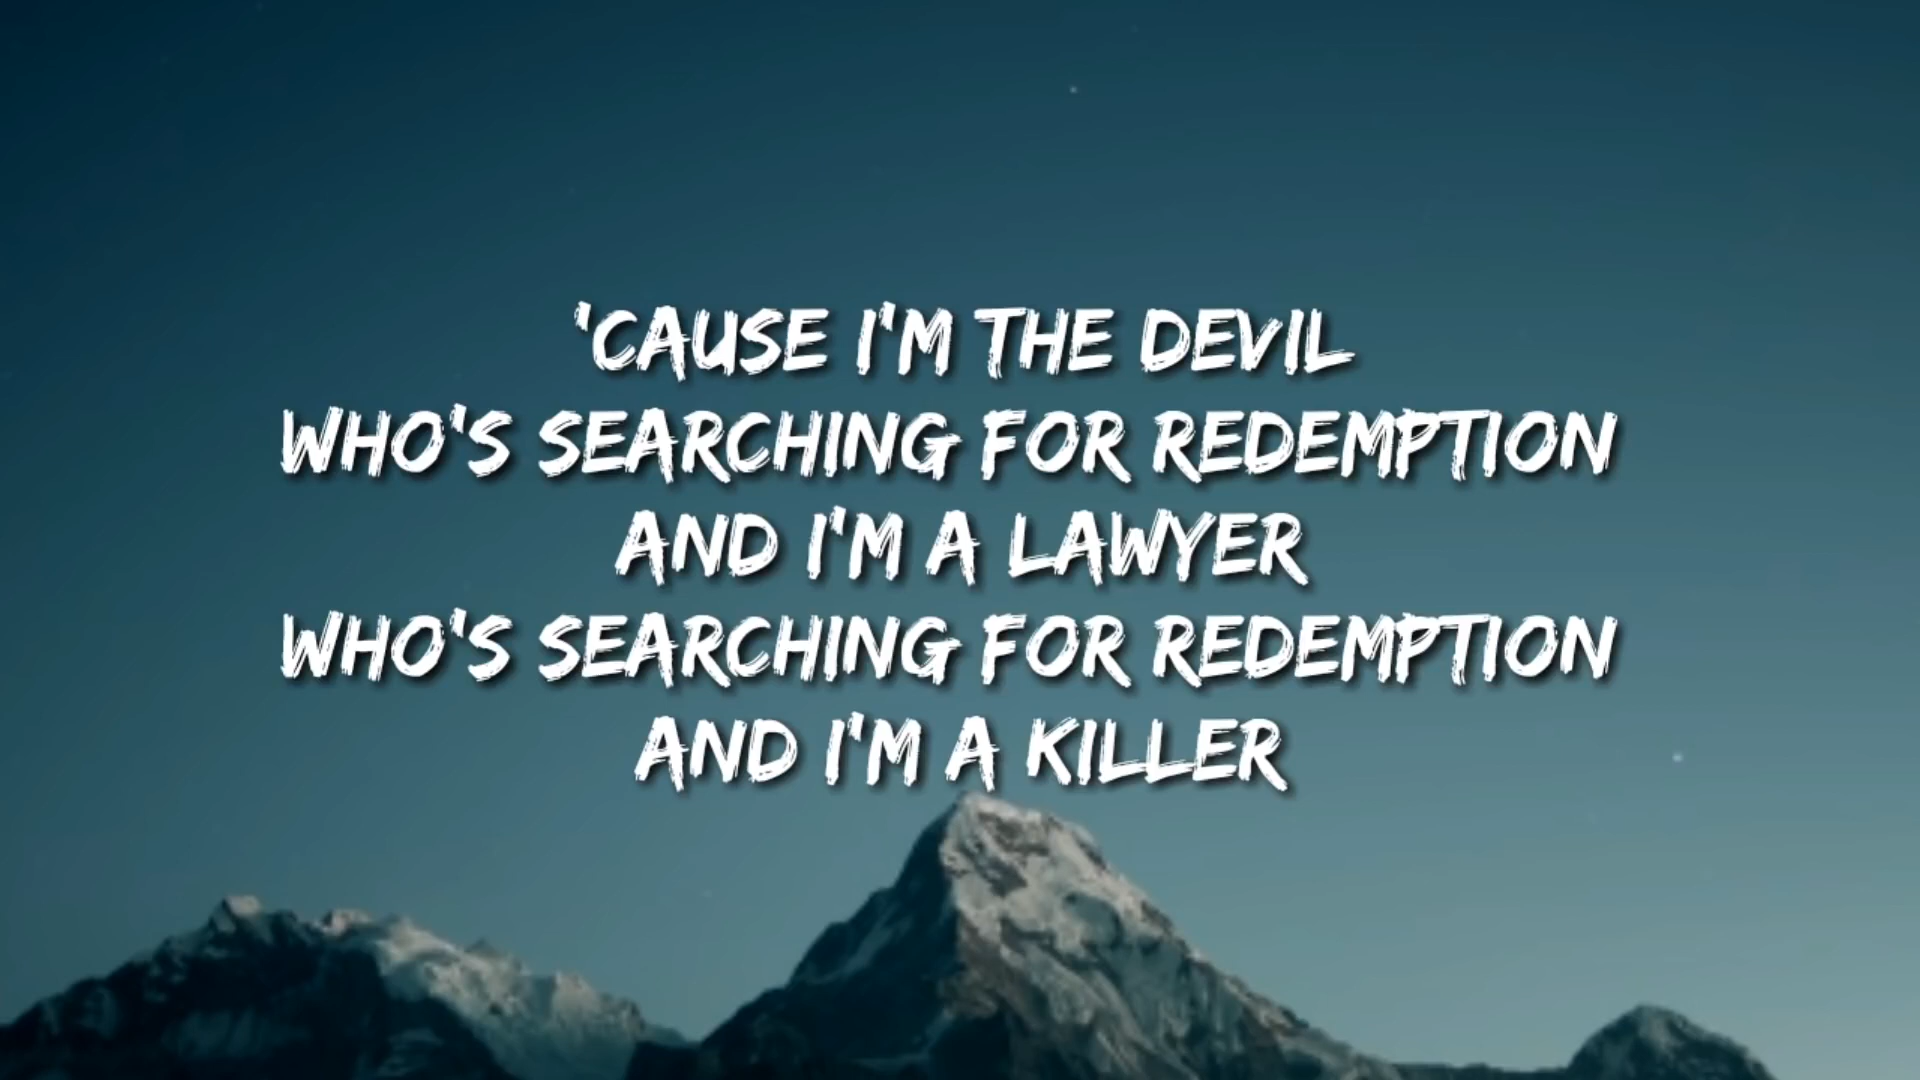 'CAUSE I'M THE DEVIL
WHO'S SEARCHING FOR REDEMPTION
AND I'M A LAWYER
WHO'S SEARCHING FOR REDEMPTION
AND I'M A KILLER